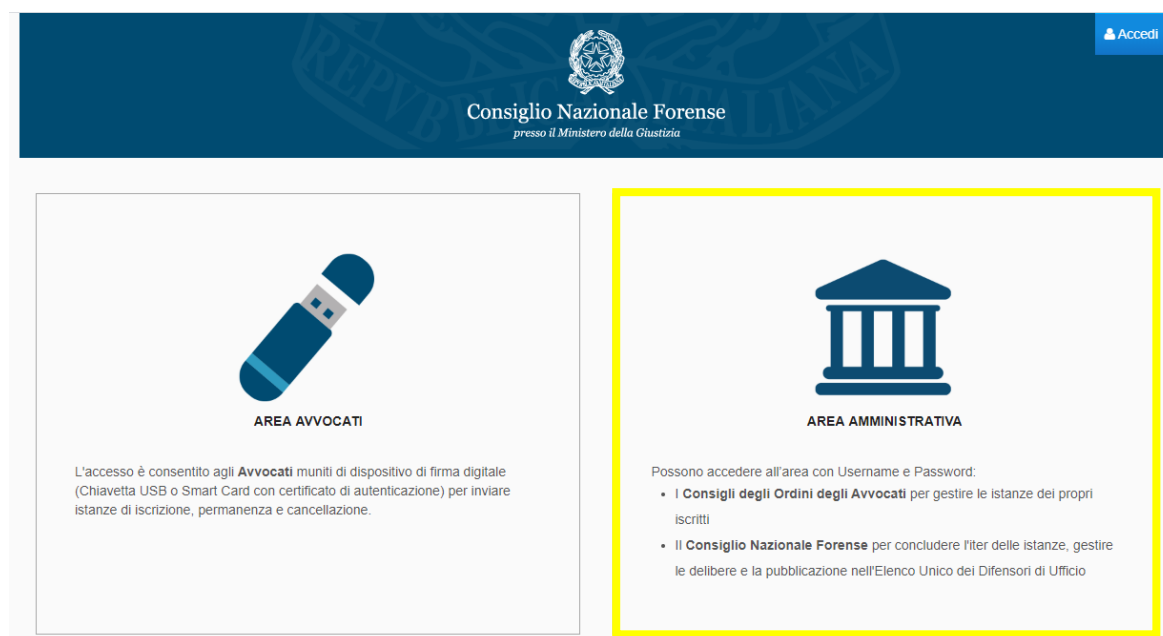 REPVBBLICA ITALIANA
Accedi
Consiglio Nazionale Forense
presso il Ministero della Giustizia
AREA AVVOCATI
L'accesso è consentito agli Avvocati muniti di dispositivo di firma digitale
(Chiavetta USB o Smart Card con certificato di autenticazione) per inviare
istanze di iscrizione, permanenza e cancellazione.
AREA AMMINISTRATIVA
Possono accedere all'area con Username e Password:
• I Consigli degli Ordini degli Avvocati per gestire le istanze dei propri
iscritti
• Il Consiglio Nazionale Forense per concludere l'iter delle istanze, gestire
le delibere e la pubblicazione nell'Elenco Unico dei Difensori di Ufficio